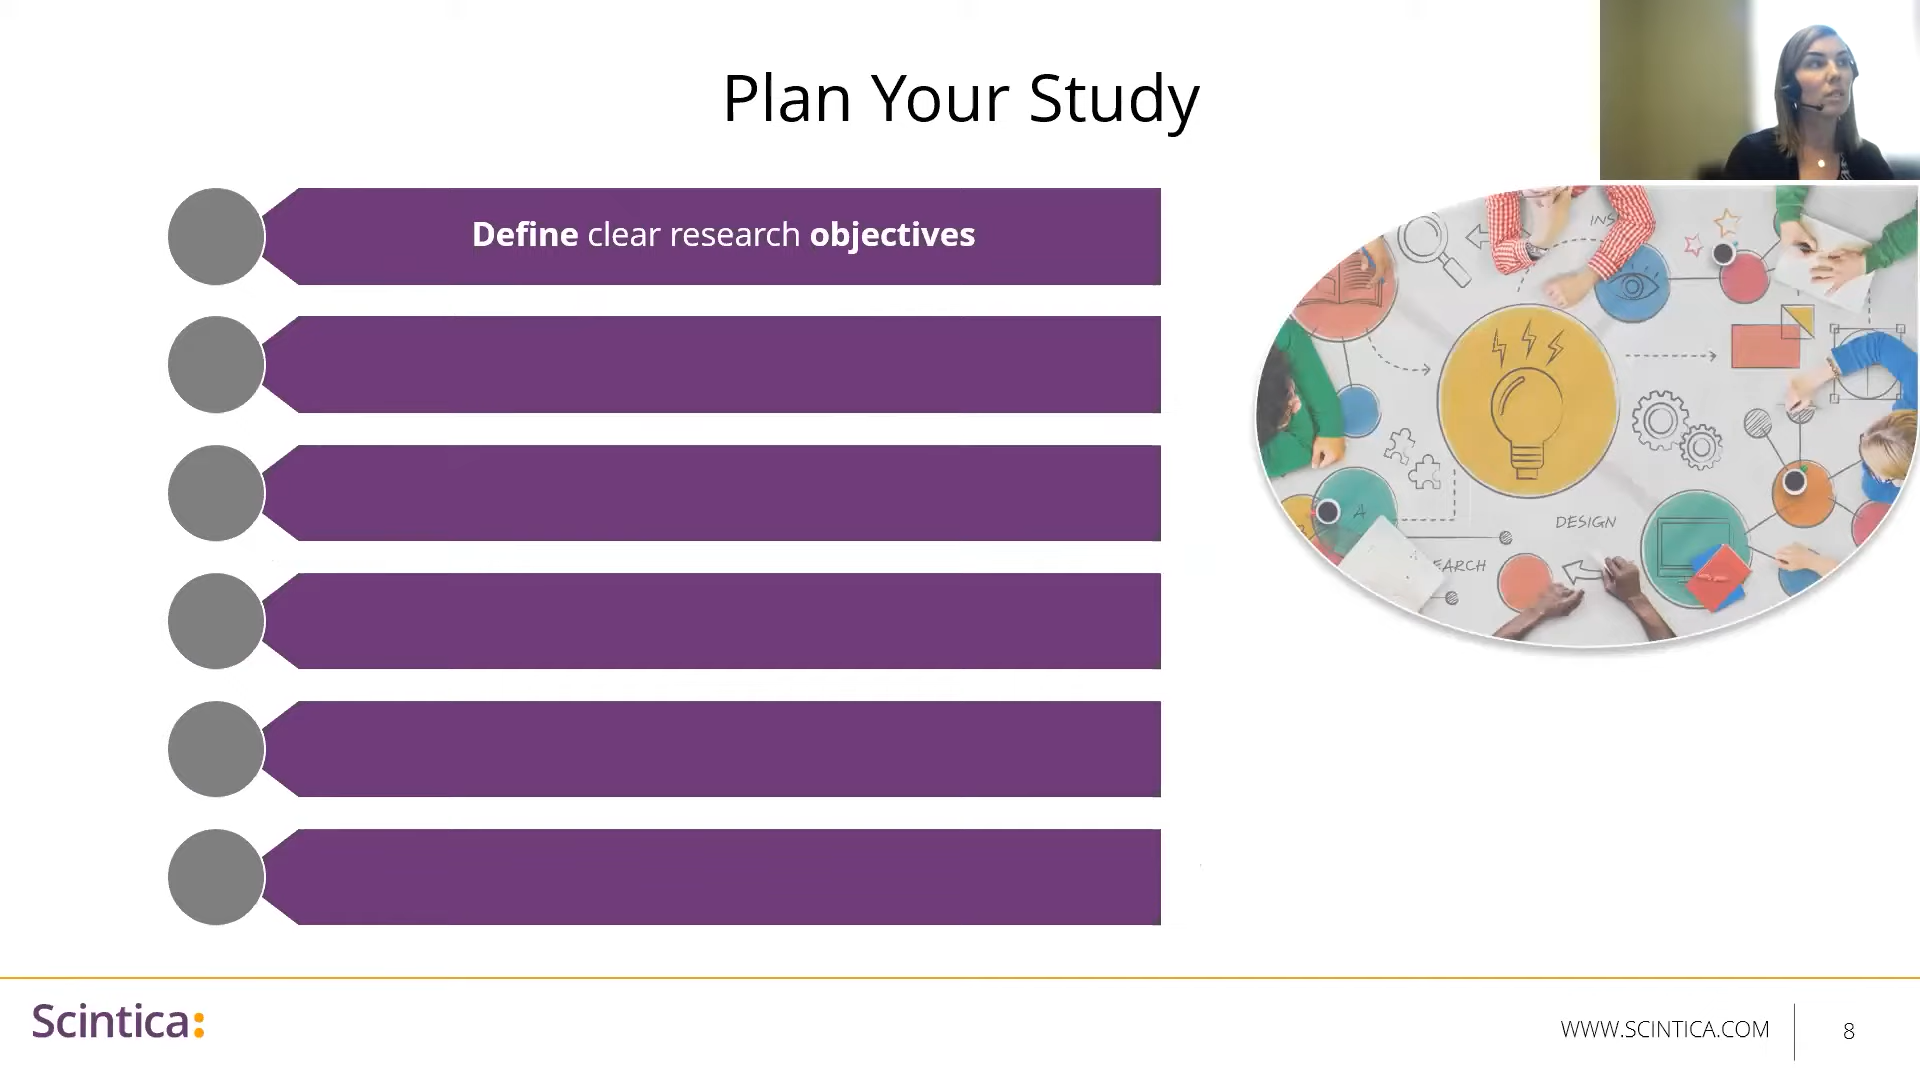 Plan Your Study
Define clear research objectives
INS
DESIGN
EARCH
A
Scintica:
WWW.SCINTICA.COM
8